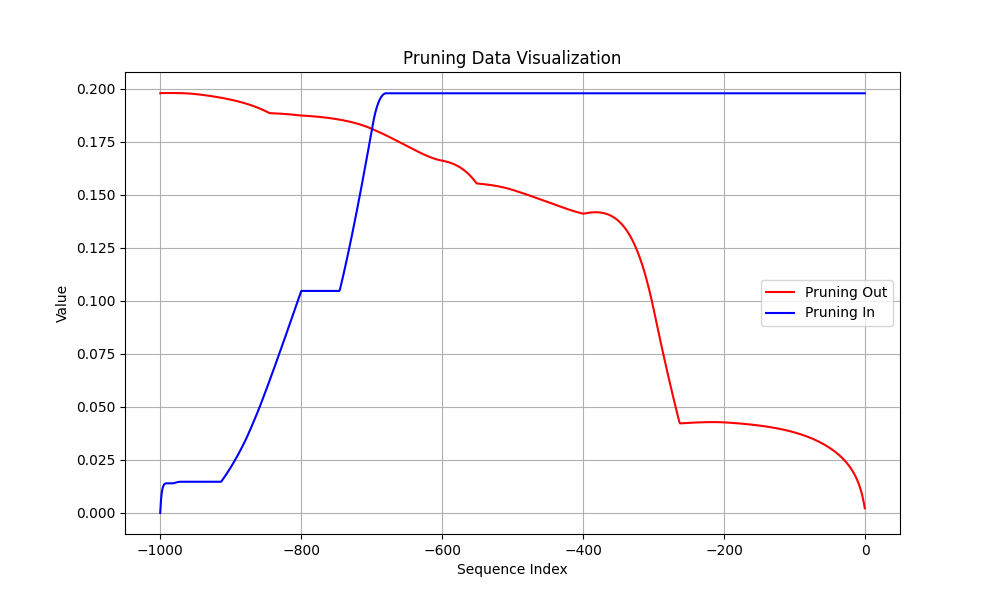 Pruning Data Visualization
0.200
0.175
0.150
0.125
0.100
0.075
0.050
0.025
0.000
Value
Pruning Out
Pruning In
−1000 −800 −600 −400 −200 0
Sequence Index